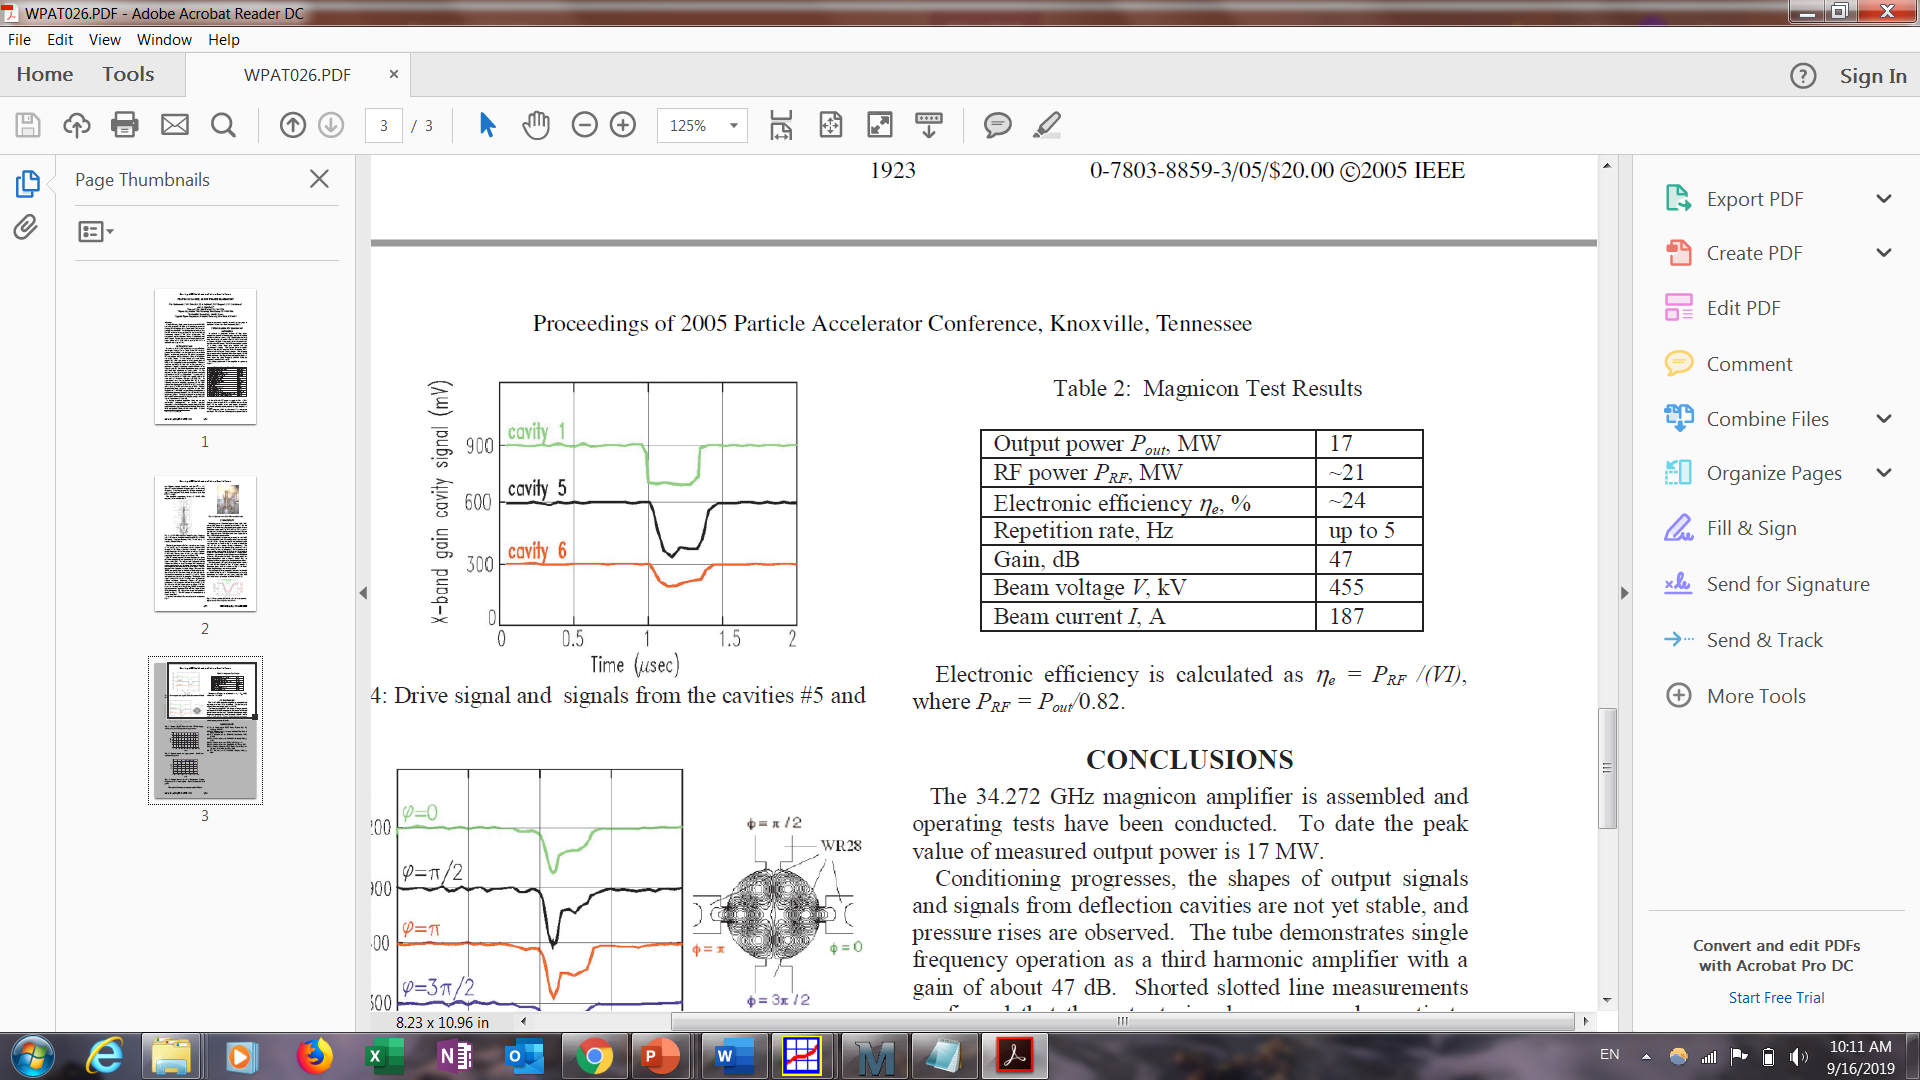 WPAT026.PDF - Adobe Acrobat Reader DC
File Edit View Window Help
Home Tools WPAT026.PDF × Sign In
3 / 3 125%
Page Thumbnails
1
2
3
1923 0-7803-8859-3/05/$20.00 ©2005 IEEE
Proceedings of 2005 Particle Accelerator Conference, Knoxville, Tennessee
X-band gain cavity signal (mV)
900
600
300
0
cavity 1
cavity 5
cavity 6
0 0.5 1 1.5 2
Time (μsec)
4: Drive signal and signals from the cavities #5 and
φ=0
φ=π/2
φ=π
φ=3π/2
ϕ = π /2
WR28
ϕ = π
ϕ = 0
ϕ = 3π /2
Table 2: Magnicon Test Results
Output power Pout, MW 17
RF power PRF, MW ~21
Electronic efficiency ηe, % ~24
Repetition rate, Hz up to 5
Gain, dB 47
Beam voltage V, kV 455
Beam current I, A 187
Electronic efficiency is calculated as ηe = PRF /(VI),
where PRF = Pout/0.82.
CONCLUSIONS
The 34.272 GHz magnicon amplifier is assembled and
operating tests have been conducted. To date the peak
value of measured output power is 17 MW.
Conditioning progresses, the shapes of output signals
and signals from deflection cavities are not yet stable, and
pressure rises are observed. The tube demonstrates single
frequency operation as a third harmonic amplifier with a
gain of about 47 dB. Shorted slotted line measurements
8.23 x 10.96 in
Export PDF
Create PDF
Edit PDF
Comment
Combine Files
Organize Pages
Fill & Sign
Send for Signature
Send & Track
More Tools
Convert and edit PDFs
with Acrobat Pro DC
Start Free Trial
EN
10:11 AM
9/16/2019